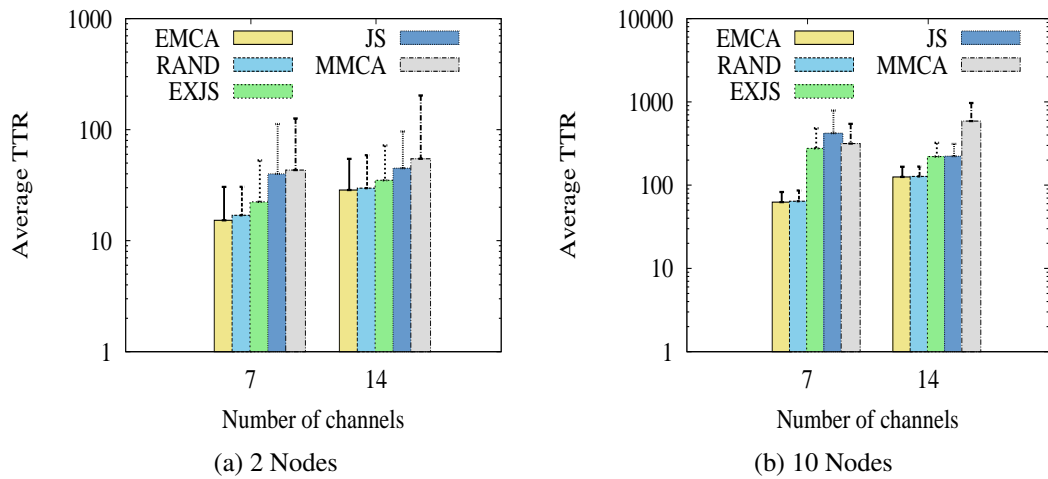 1000
100
10
1
Average TTR
EMCA
RAND
EXJS
JS
MMCA
7
14
Number of channels
(a) 2 Nodes
10000
1000
100
10
1
Average TTR
EMCA
RAND
EXJS
JS
MMCA
7
14
Number of channels
(b) 10 Nodes